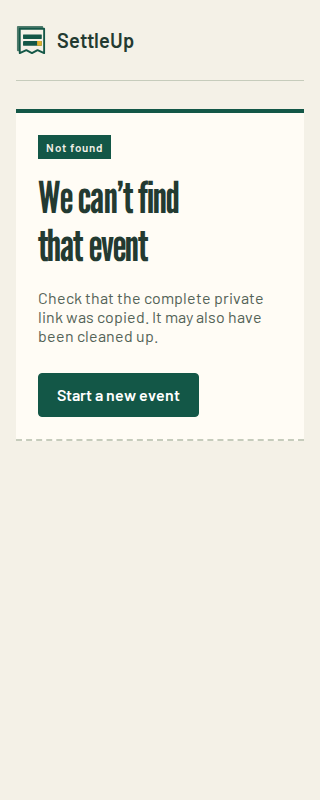 SettleUp
Not found
We can’t find
that event
Check that the complete private
link was copied. It may also have
been cleaned up.
Start a new event